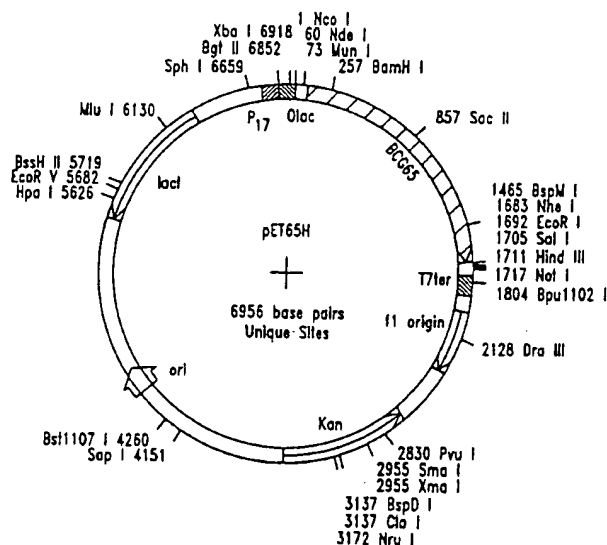 1 Nco I
Xba I 6918 60 Nde I
Bgt II 6852 73 Mun I
Sph I 6659 257 BamH I
Mlu I 6130
P17
Olac
857 Sac II
BCG65
BssH II 5719
EcoR V 5682
Hpa I 5626
lacI
1465 BspM I
1683 Nhe I
1692 EcoR I
1705 Sal I
1711 Hind III
1717 Not I
1804 Bpu1102 I
pET65H
T7ter
6956 base pairs
Unique Sites
f1 origin
2128 Dra III
ori
Kan
Bst1107 I 4260
Sap I 4151
2830 Pvu I
2955 Sma I
2955 Xma I
3137 BspD I
3137 Cla I
3172 Nru I